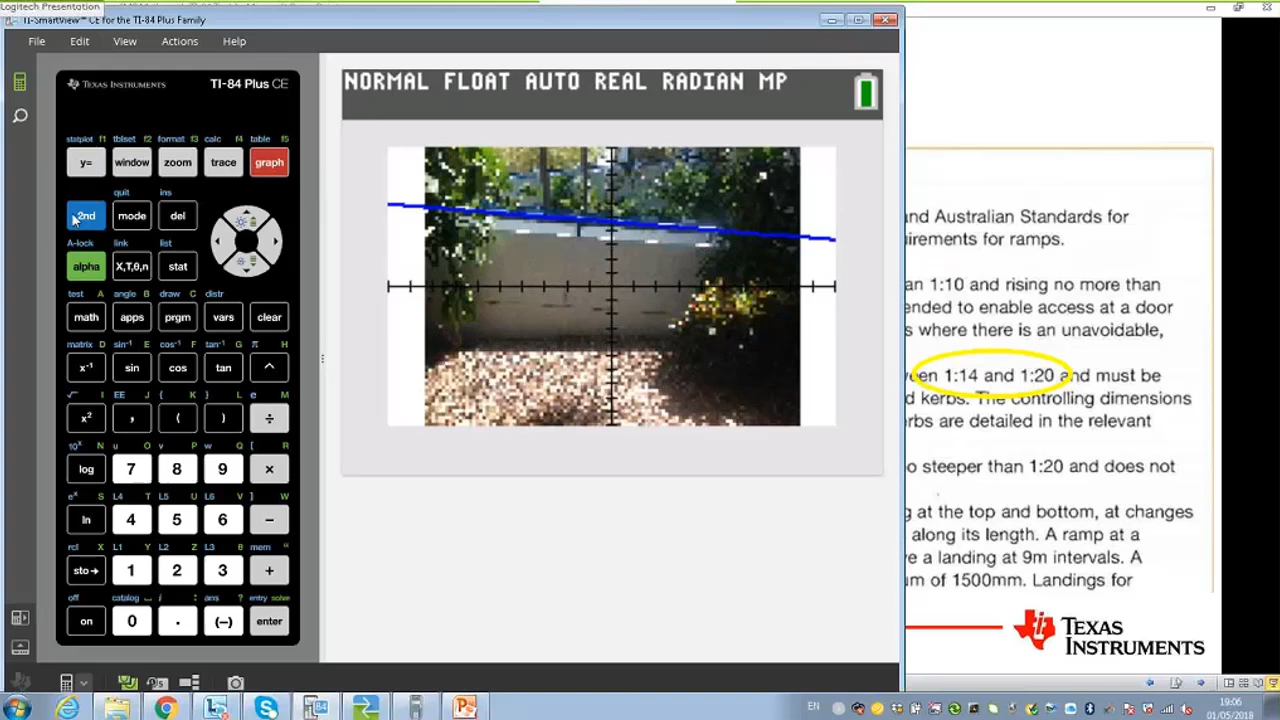 Logitech Presentation
TI-SmartView™ CE for the TI-84 Plus Family
File Edit View Actions Help
TEXAS INSTRUMENTS TI-84 Plus CE
statplot f1 tblset f2 format f3 calc f4 table f5
y= window zoom trace graph
quit ins
2nd mode del
A-lock link list
alpha X,T,θ,n stat
test A angle B draw C distr
math apps prgm vars clear
matrix D sin⁻¹ E cos⁻¹ F tan⁻¹ G π H
x⁻¹ sin cos tan ^
√ I EE J { K } L e M
x² , ( ) ÷
10ˣ N u O v P w Q [ R
log 7 8 9 ×
eˣ S L4 T L5 U L6 V ] W
ln 4 5 6 −
rcl X L1 Y L2 Z L3 θ mem "
sto→ 1 2 3 +
off catalog i : ans ? entry solve
on 0 . (−) enter
NORMAL FLOAT AUTO REAL RADIAN MP
and Australian Standards for
uirements for ramps.
an 1:10 and rising no more than
ended to enable access at a door
s where there is an unavoidable,
een 1:14 and 1:20 and must be
d kerbs. The controlling dimensions
erbs are detailed in the relevant
o steeper than 1:20 and does not
g at the top and bottom, at changes
along its length. A ramp at a
ve a landing at 9m intervals. A
um of 1500mm. Landings for
TEXAS
INSTRUMENTS
EN
19:06
01/05/2018